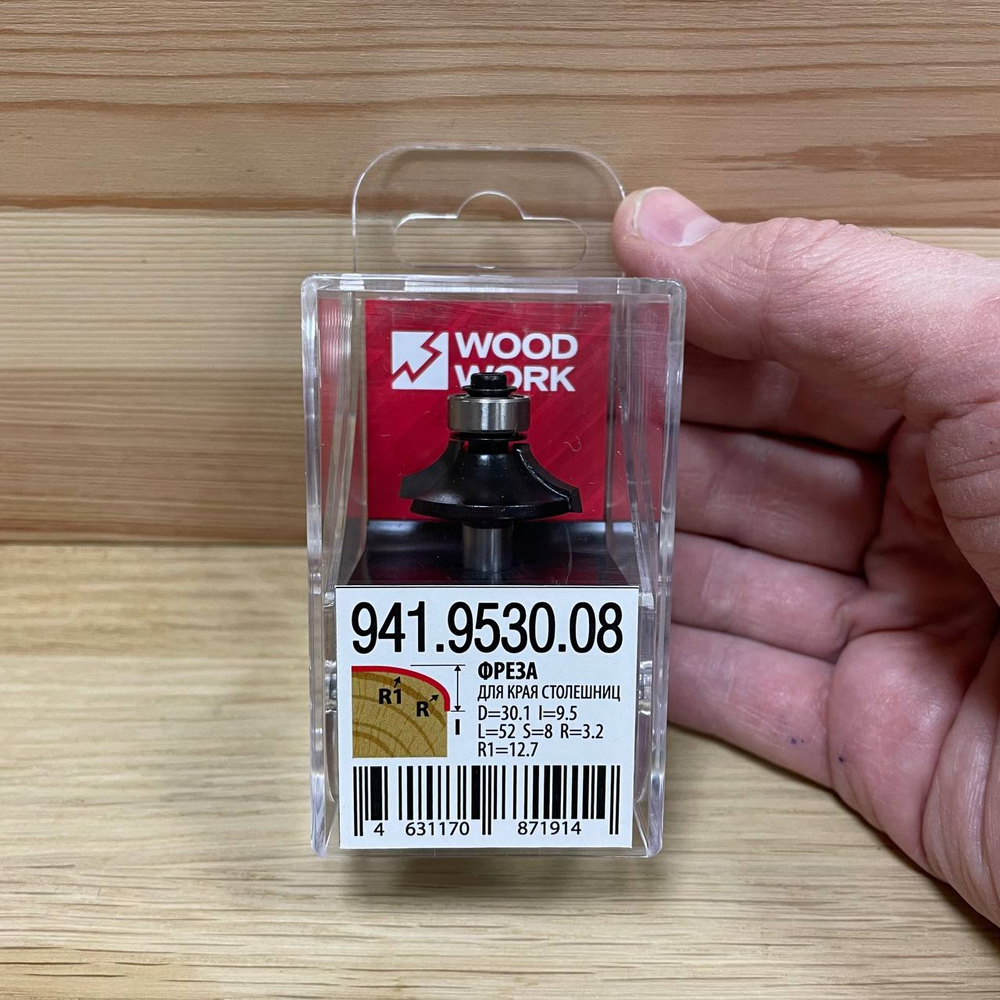 WOOD
WORK
941.9530.08
ФРЕЗА
ДЛЯ КРАЯ СТОЛЕШНИЦ
D=30.1 I=9.5
L=52 S=8 R=3.2
R1=12.7
R1
R
I
4 631170 871914